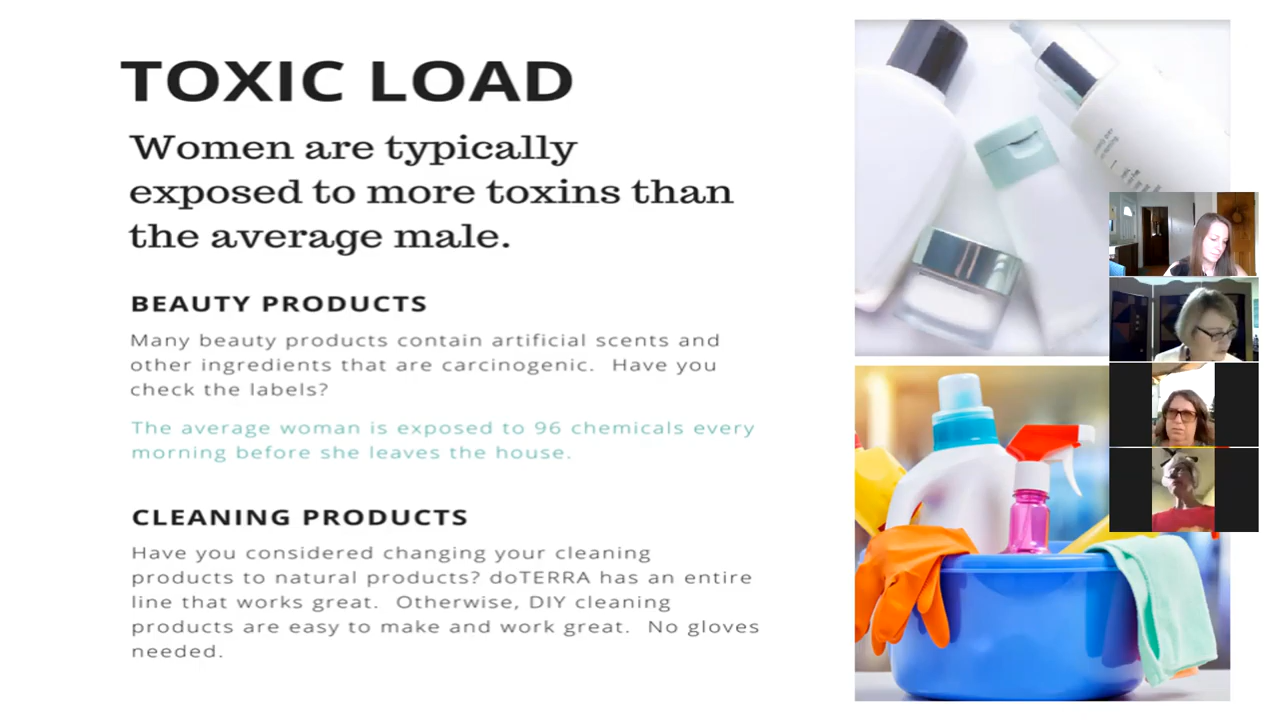 TOXIC LOAD
Women are typically
exposed to more toxins than
the average male.
BEAUTY PRODUCTS
Many beauty products contain artificial scents and
other ingredients that are carcinogenic. Have you
check the labels?
The average woman is exposed to 96 chemicals every
morning before she leaves the house.
CLEANING PRODUCTS
Have you considered changing your cleaning
products to natural products? doTERRA has an entire
line that works great. Otherwise, DIY cleaning
products are easy to make and work great. No gloves
needed.